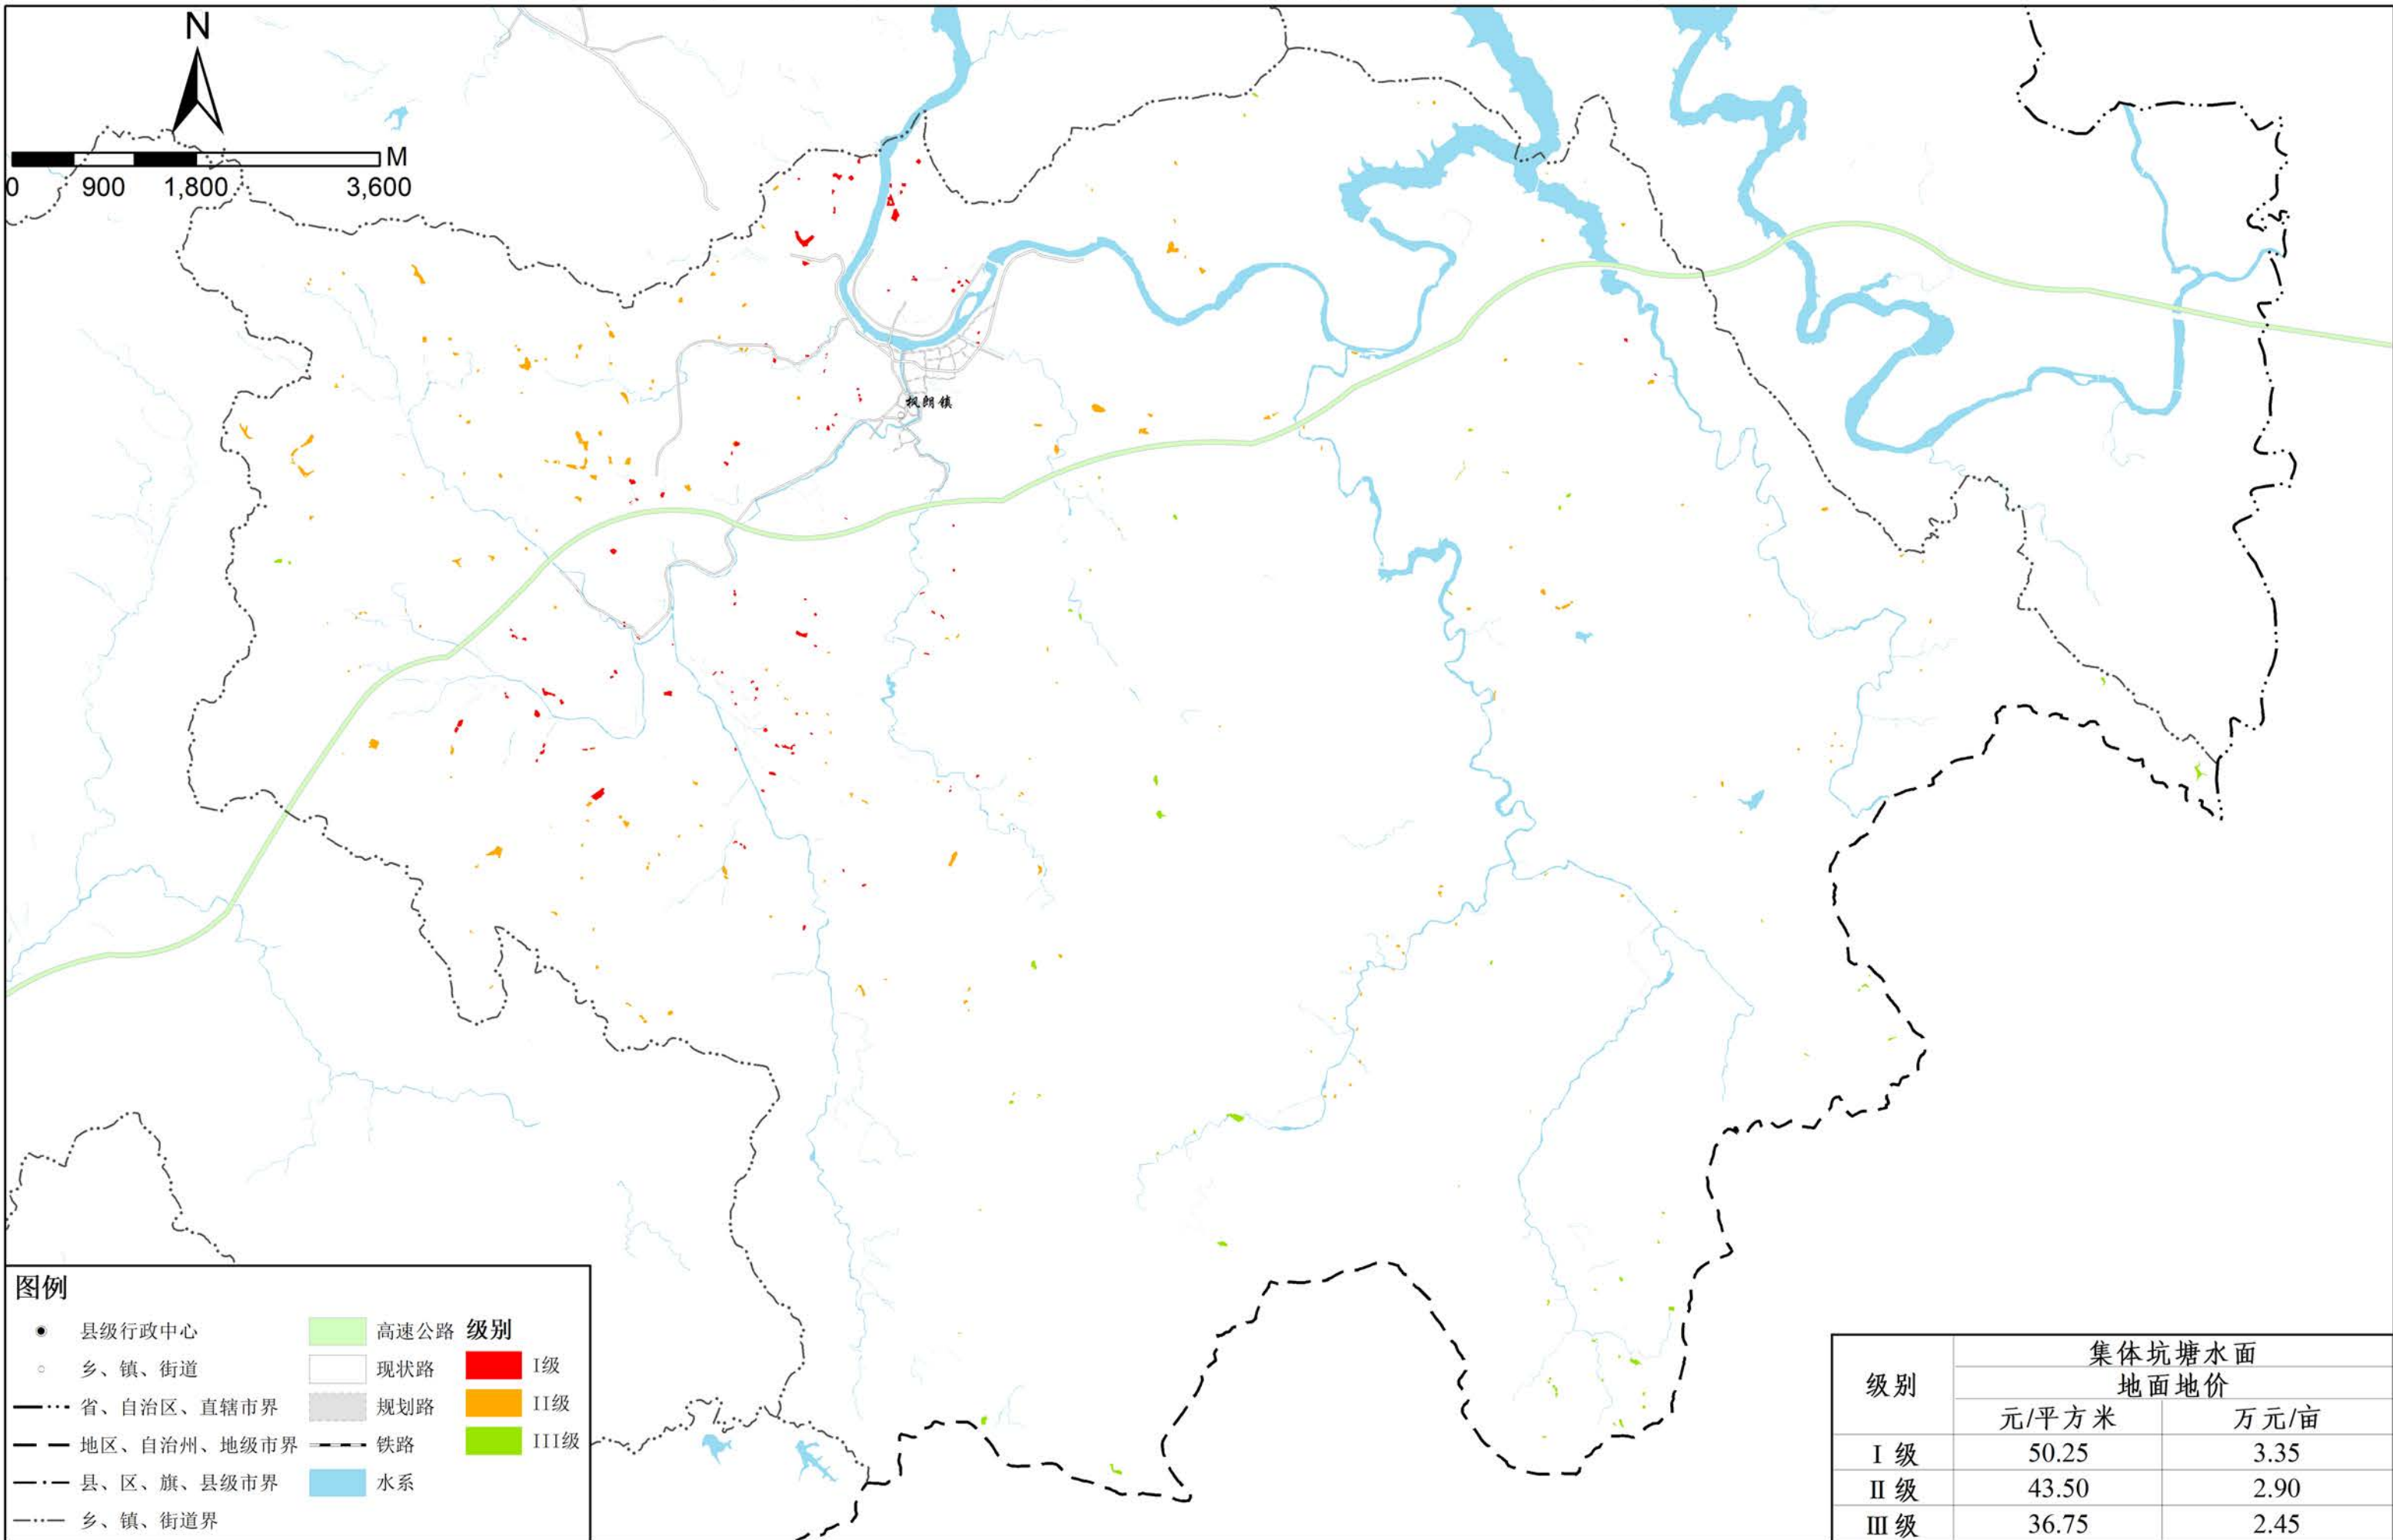 N
M
0 900 1,800 3,600
枫朗镇
图例
县级行政中心
乡、镇、街道
省、自治区、直辖市界
地区、自治州、地级市界
县、区、旗、县级市界
乡、镇、街道界
高速公路
现状路
规划路
铁路
水系
级别
I级
II级
III级
级别 集体坑塘水面
地面地价
元/平方米 万元/亩
I 级 50.25 3.35
II 级 43.50 2.90
III 级 36.75 2.45